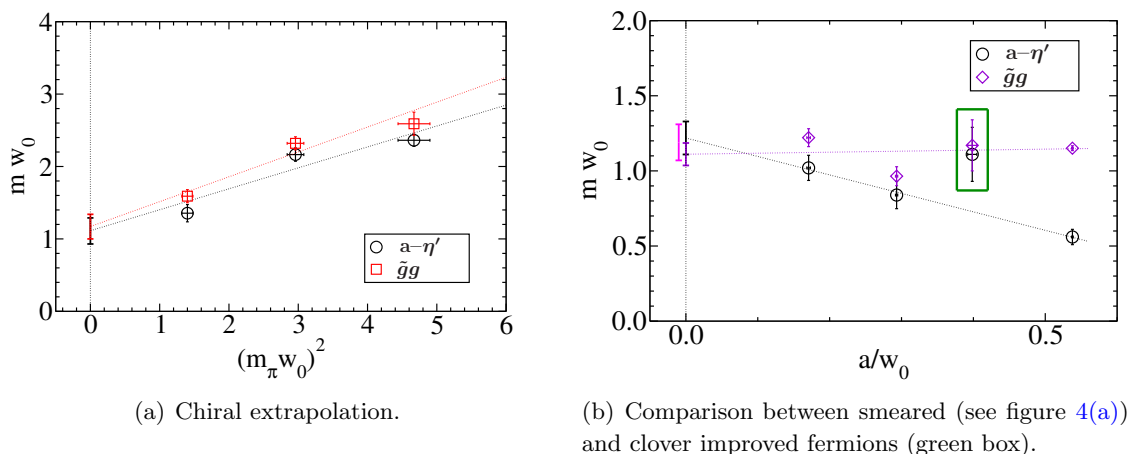 4
3
2
1
0
m w₀
0 1 2 3 4 5 6
(m_π w₀)²
a−η′
g̃g
(a) Chiral extrapolation.
2.0
1.5
1.0
0.5
0.0
m w₀
0.0 0.5
a/w₀
a−η′
g̃g
(b) Comparison between smeared (see figure 4(a))
and clover improved fermions (green box).